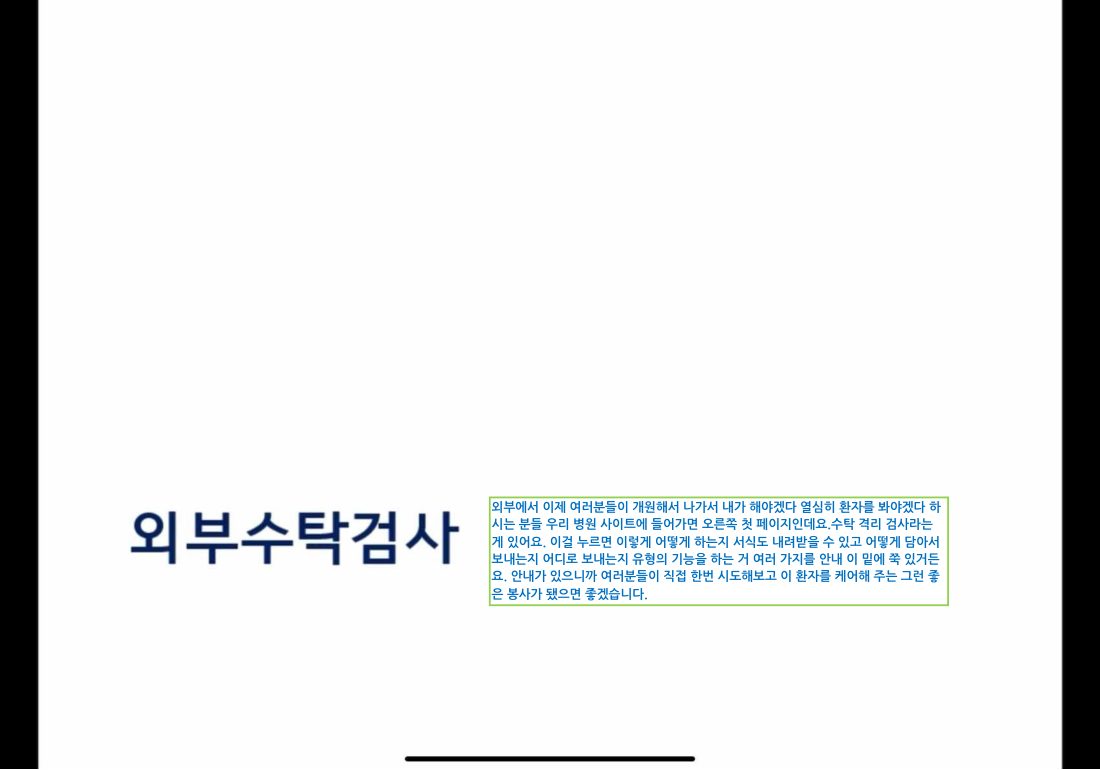 외부수탁검사
외부에서 이제 여러분들이 개원해서 나가서 내가 해야겠다 열심히 환자를 봐야겠다 하
시는 분들 우리 병원 사이트에 들어가면 오른쪽 첫 페이지인데요.수탁 격리 검사라는
게 있어요. 이걸 누르면 이렇게 어떻게 하는지 서식도 내려받을 수 있고 어떻게 담아서
보내는지 어디로 보내는지 유형의 기능을 하는 거 여러 가지를 안내 이 밑에 쭉 있거든
요. 안내가 있으니까 여러분들이 직접 한번 시도해보고 이 환자를 케어해 주는 그런 좋
은 봉사가 됐으면 좋겠습니다.